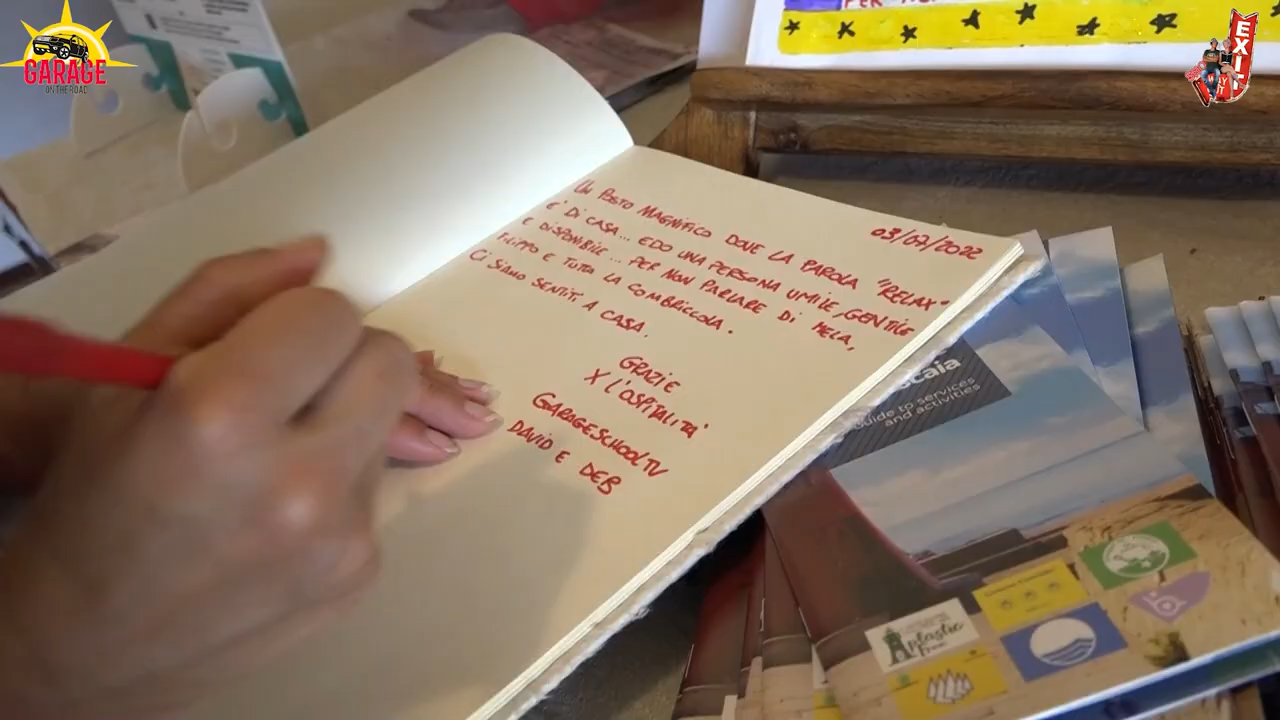 GARAGE
ON THE ROAD
EXIT
03/07/2022
UN POSTO MAGNIFICO DOVE LA PAROLA "RELAX"
E' DI CASA... EDO UNA PERSONA UMILE, GENTILE
E DISPONIBILE... PER NON PARLARE DI MELA,
FILIPPO E TUTTA LA COMBRICCOLA.
CI SIAMO SENTITI A CASA.
GRAZIE
X L'OSPITALITA'
GARAGESCHOOLTV
DAVID E DEB
guide to services
and activities
plastic
free